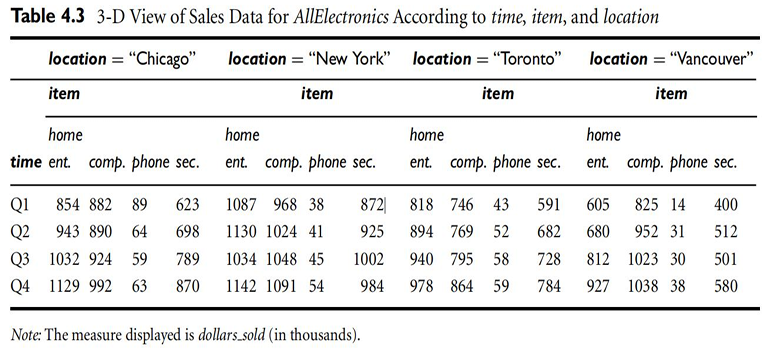 Table 4.3 3-D View of Sales Data for AllElectronics According to time, item, and location
location = “Chicago” location = “New York” location = “Toronto” location = “Vancouver”
item item item item
home home home home
time ent. comp. phone sec. ent. comp. phone sec. ent. comp. phone sec. ent. comp. phone sec.
Q1 854 882 89 623 1087 968 38 872 818 746 43 591 605 825 14 400
Q2 943 890 64 698 1130 1024 41 925 894 769 52 682 680 952 31 512
Q3 1032 924 59 789 1034 1048 45 1002 940 795 58 728 812 1023 30 501
Q4 1129 992 63 870 1142 1091 54 984 978 864 59 784 927 1038 38 580
Note: The measure displayed is dollars_sold (in thousands).